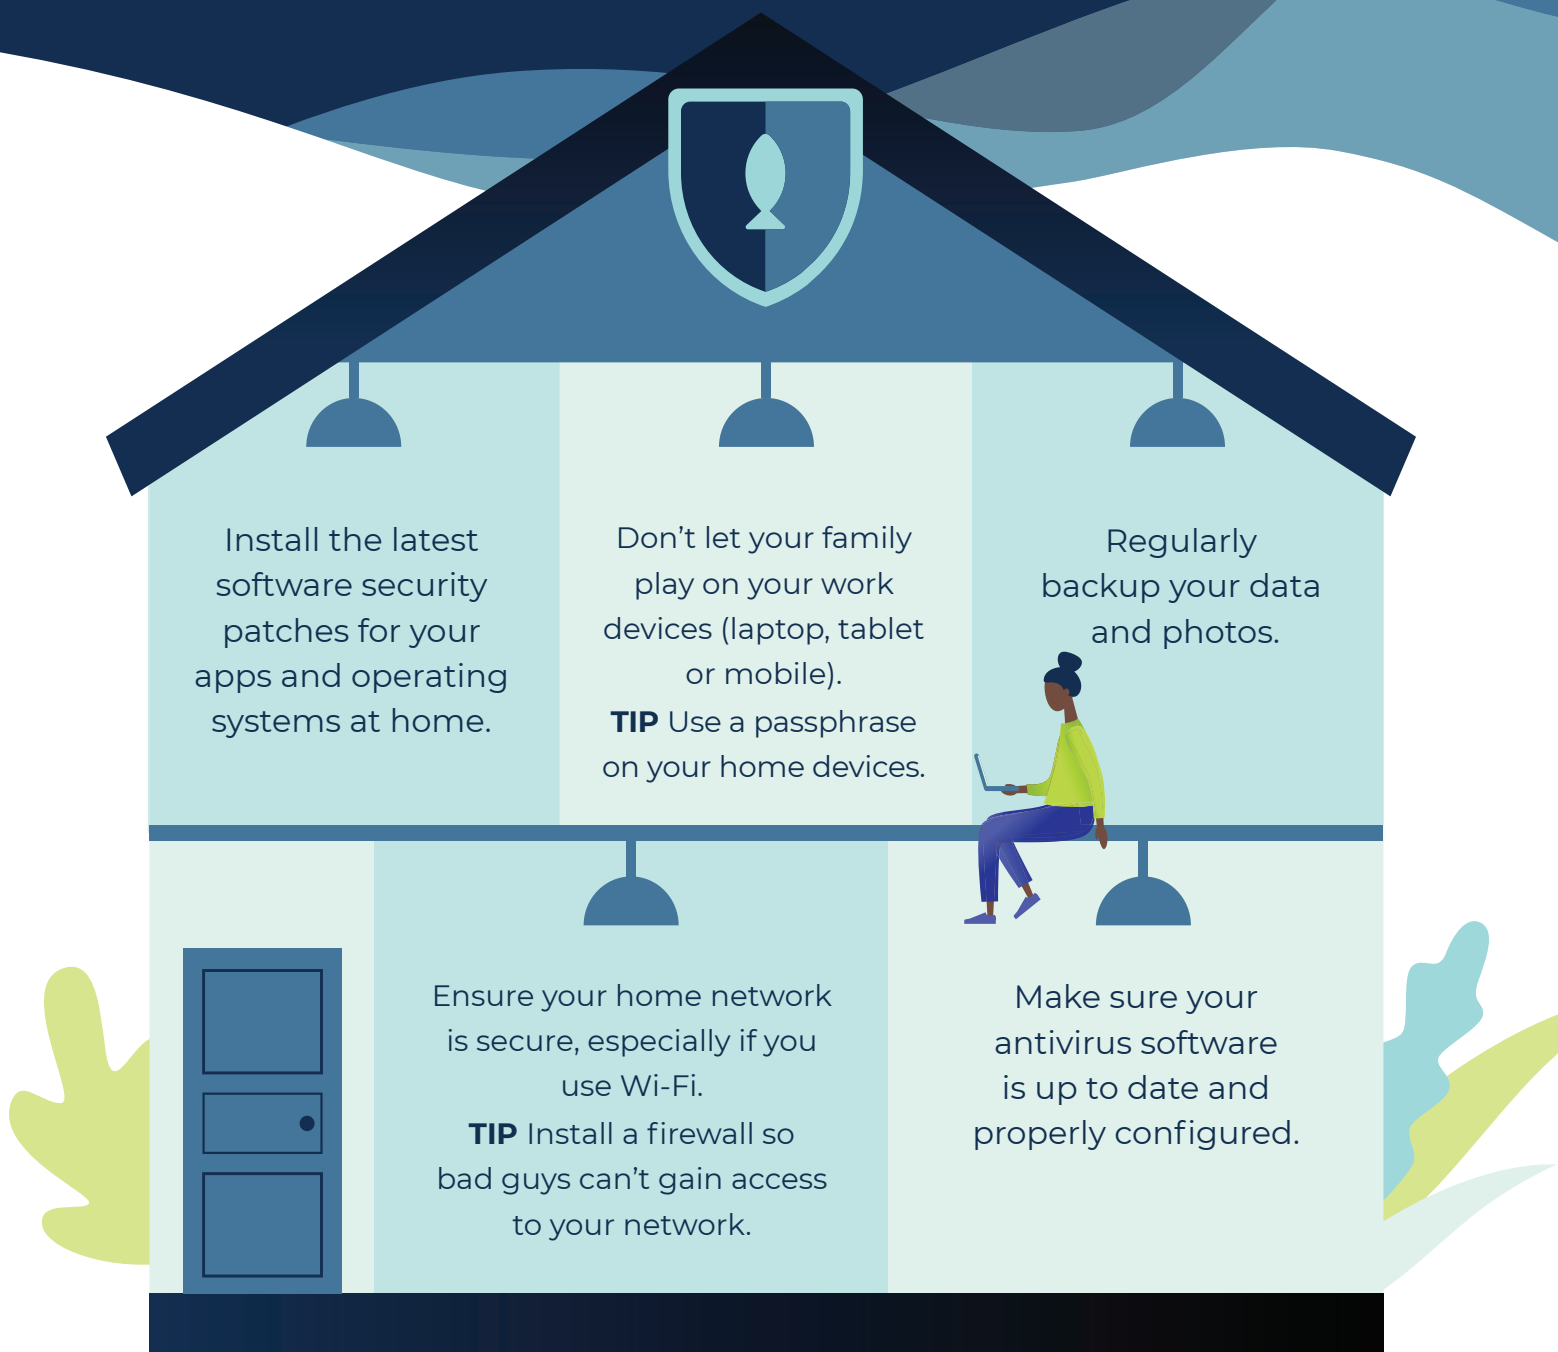 Install the latest
software security
patches for your
apps and operating
systems at home.
Don’t let your family
play on your work
devices (laptop, tablet
or mobile).
TIP Use a passphrase
on your home devices.
Regularly
backup your data
and photos.
Ensure your home network
is secure, especially if you
use Wi-Fi.
TIP Install a firewall so
bad guys can’t gain access
to your network.
Make sure your
antivirus software
is up to date and
properly configured.